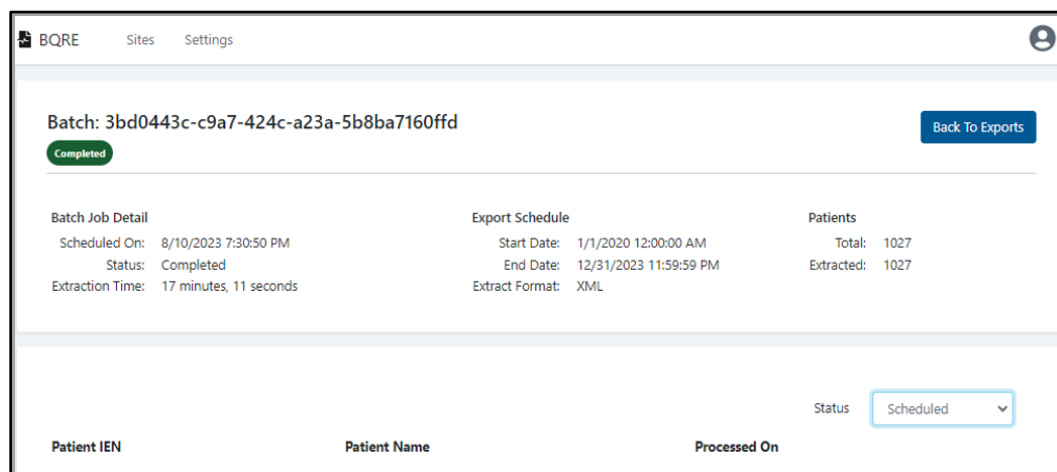 BQRE Sites Settings
Batch: 3bd0443c-c9a7-424c-a23a-5b8ba7160ffd
Back To Exports
Completed
Batch Job Detail
Scheduled On: 8/10/2023 7:30:50 PM
Status: Completed
Extraction Time: 17 minutes, 11 seconds
Export Schedule
Start Date: 1/1/2020 12:00:00 AM
End Date: 12/31/2023 11:59:59 PM
Extract Format: XML
Patients
Total: 1027
Extracted: 1027
Status Scheduled
Patient IEN Patient Name Processed On